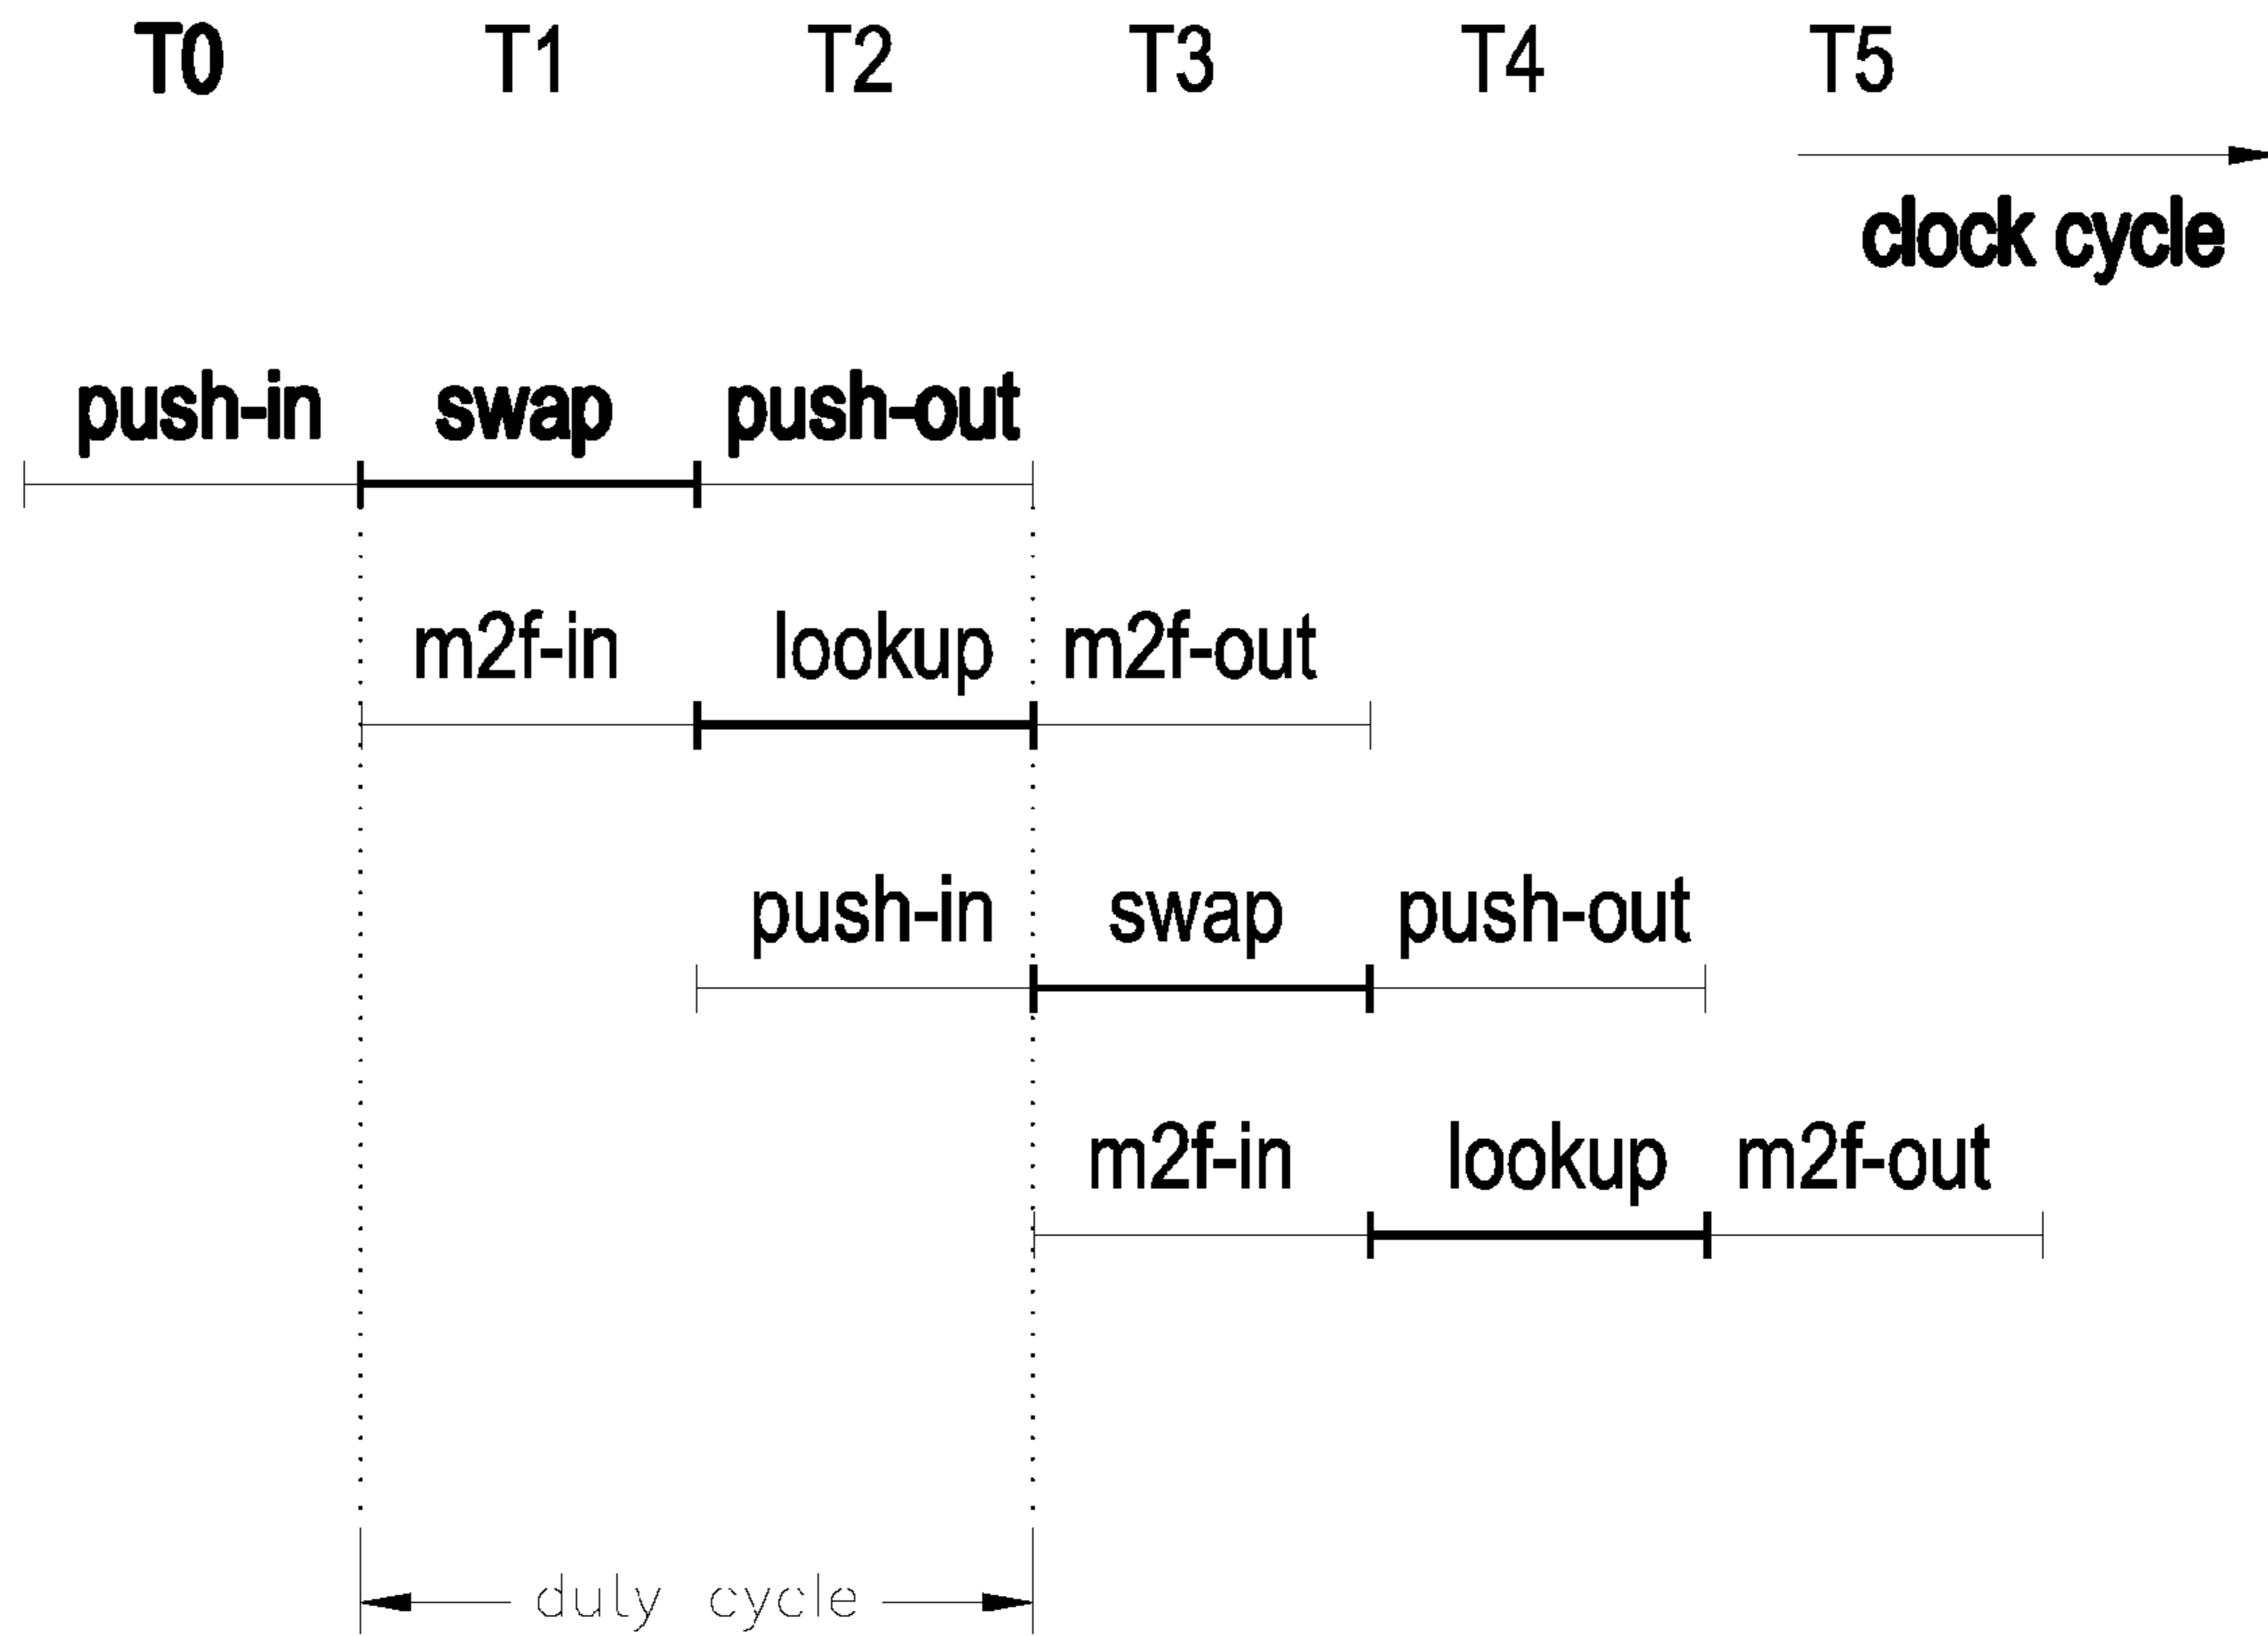 T0 T1 T2 T3 T4 T5
clock cycle
push-in swap push-out
m2f-in lookup m2f-out
push-in swap push-out
m2f-in lookup m2f-out
duly cycle